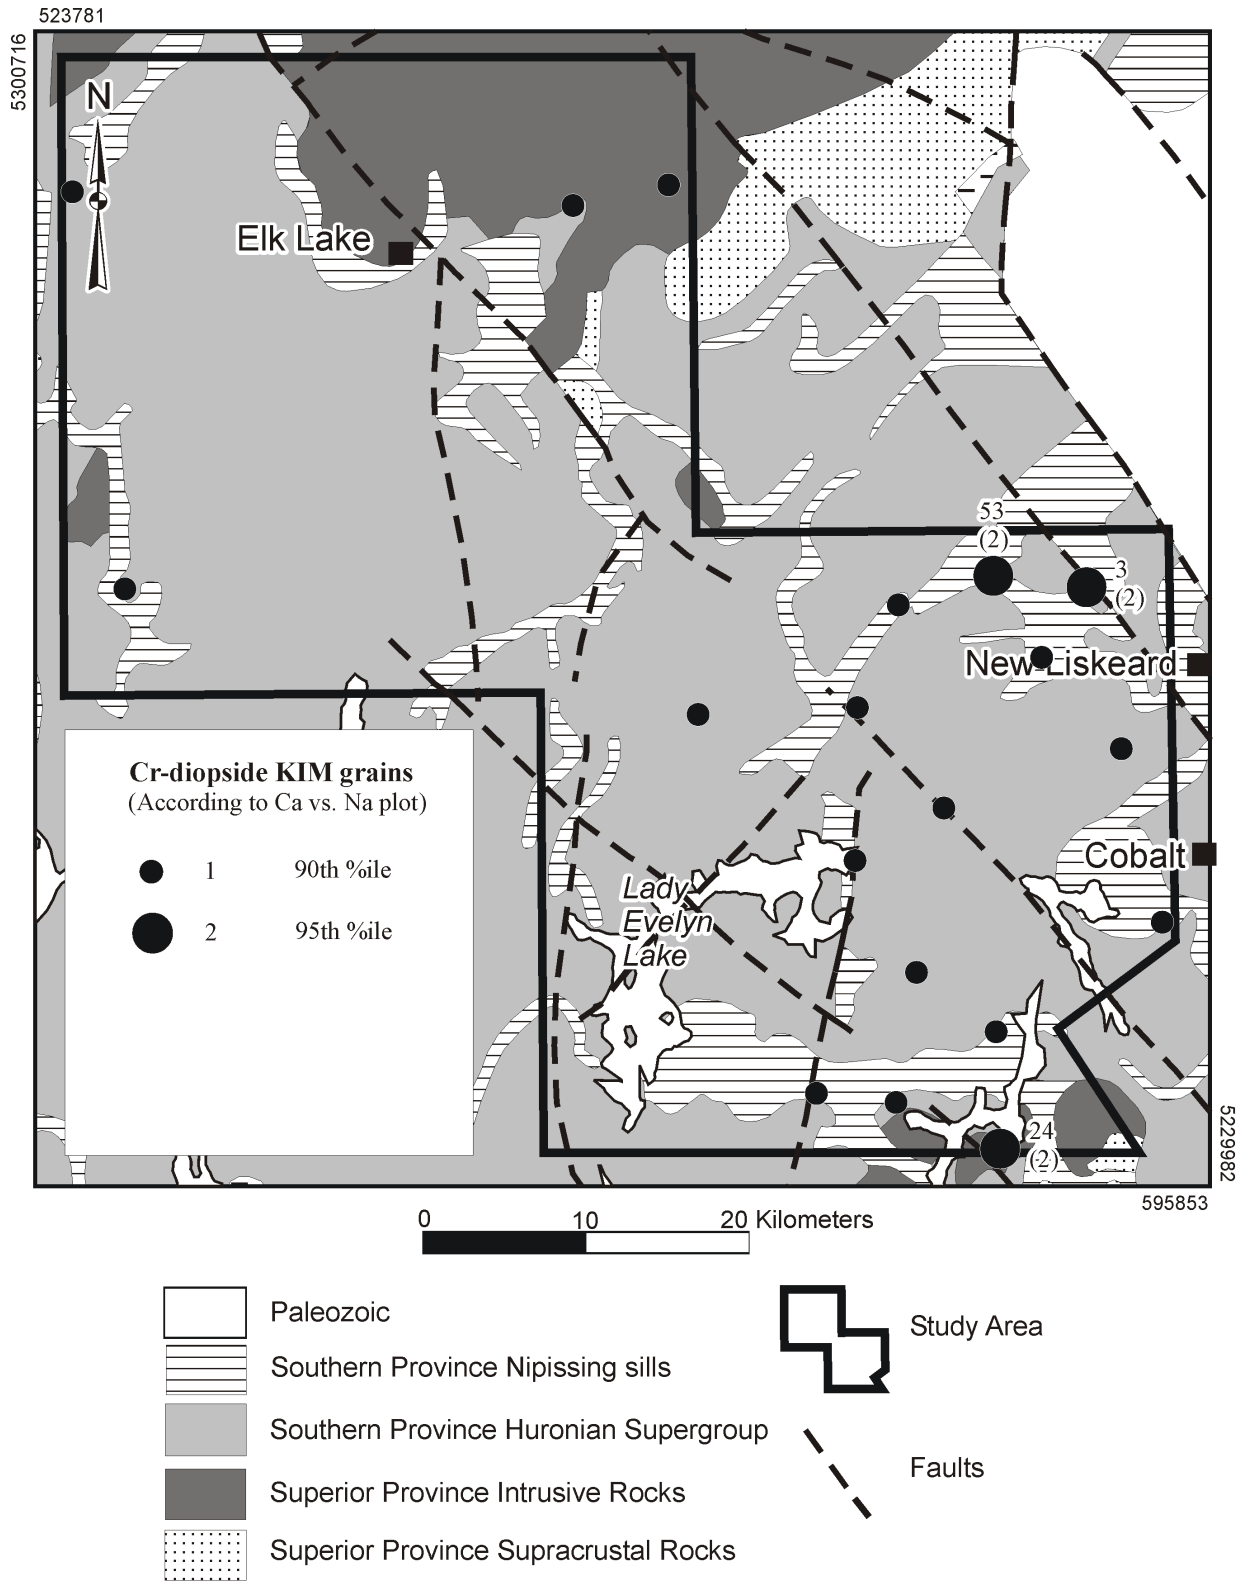 523781
5300716
N
Elk Lake
53
(2)
3
(2)
New Liskeard
Cr-diopside KIM grains
(According to Ca vs. Na plot)
1 90th %ile
2 95th %ile
Cobalt
Lady
Evelyn
Lake
24
(2)
5229982
595853
0 10 20 Kilometers
Paleozoic
Southern Province Nipissing sills
Southern Province Huronian Supergroup
Superior Province Intrusive Rocks
Superior Province Supracrustal Rocks
Study Area
Faults